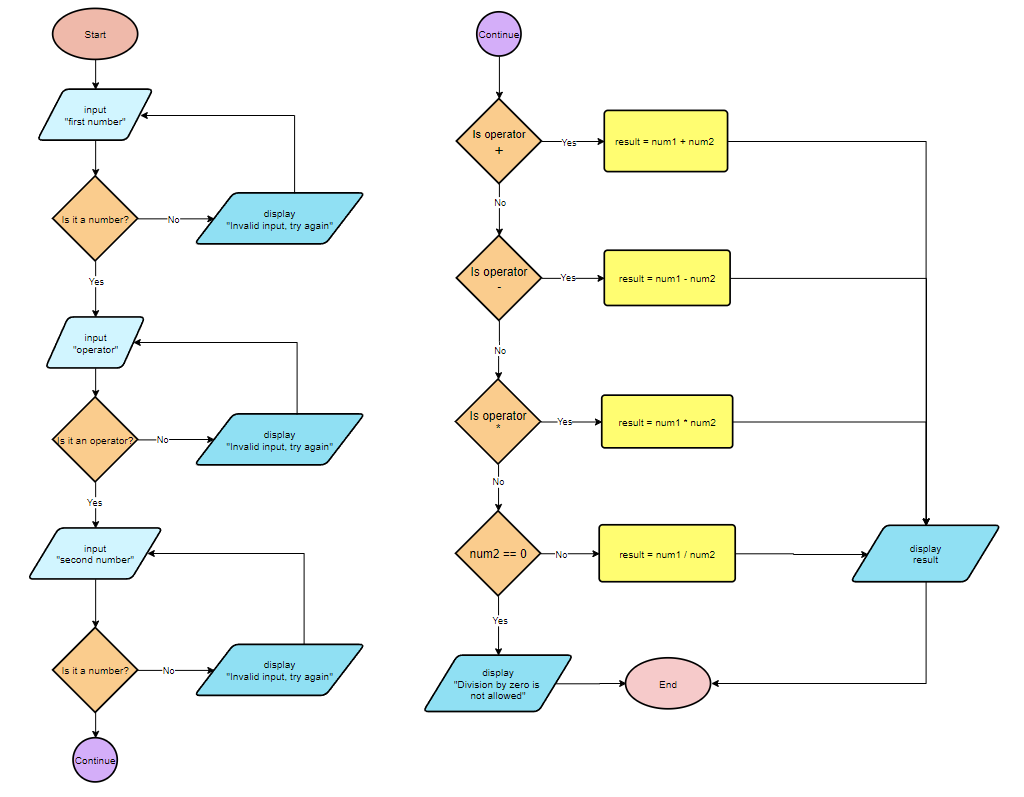 Start
input
"first number"
Is it a number?
No
display
"Invalid input, try again"
Yes
input
"operator"
Is it an operator?
No
display
"Invalid input, try again"
Yes
input
"second number"
Is it a number?
No
display
"Invalid input, try again"
Continue
Continue
Is operator
+
Yes
result = num1 + num2
No
Is operator
-
Yes
result = num1 - num2
No
Is operator
*
Yes
result = num1 * num2
No
num2 == 0
No
result = num1 / num2
display
result
Yes
display
"Division by zero is
not allowed"
End